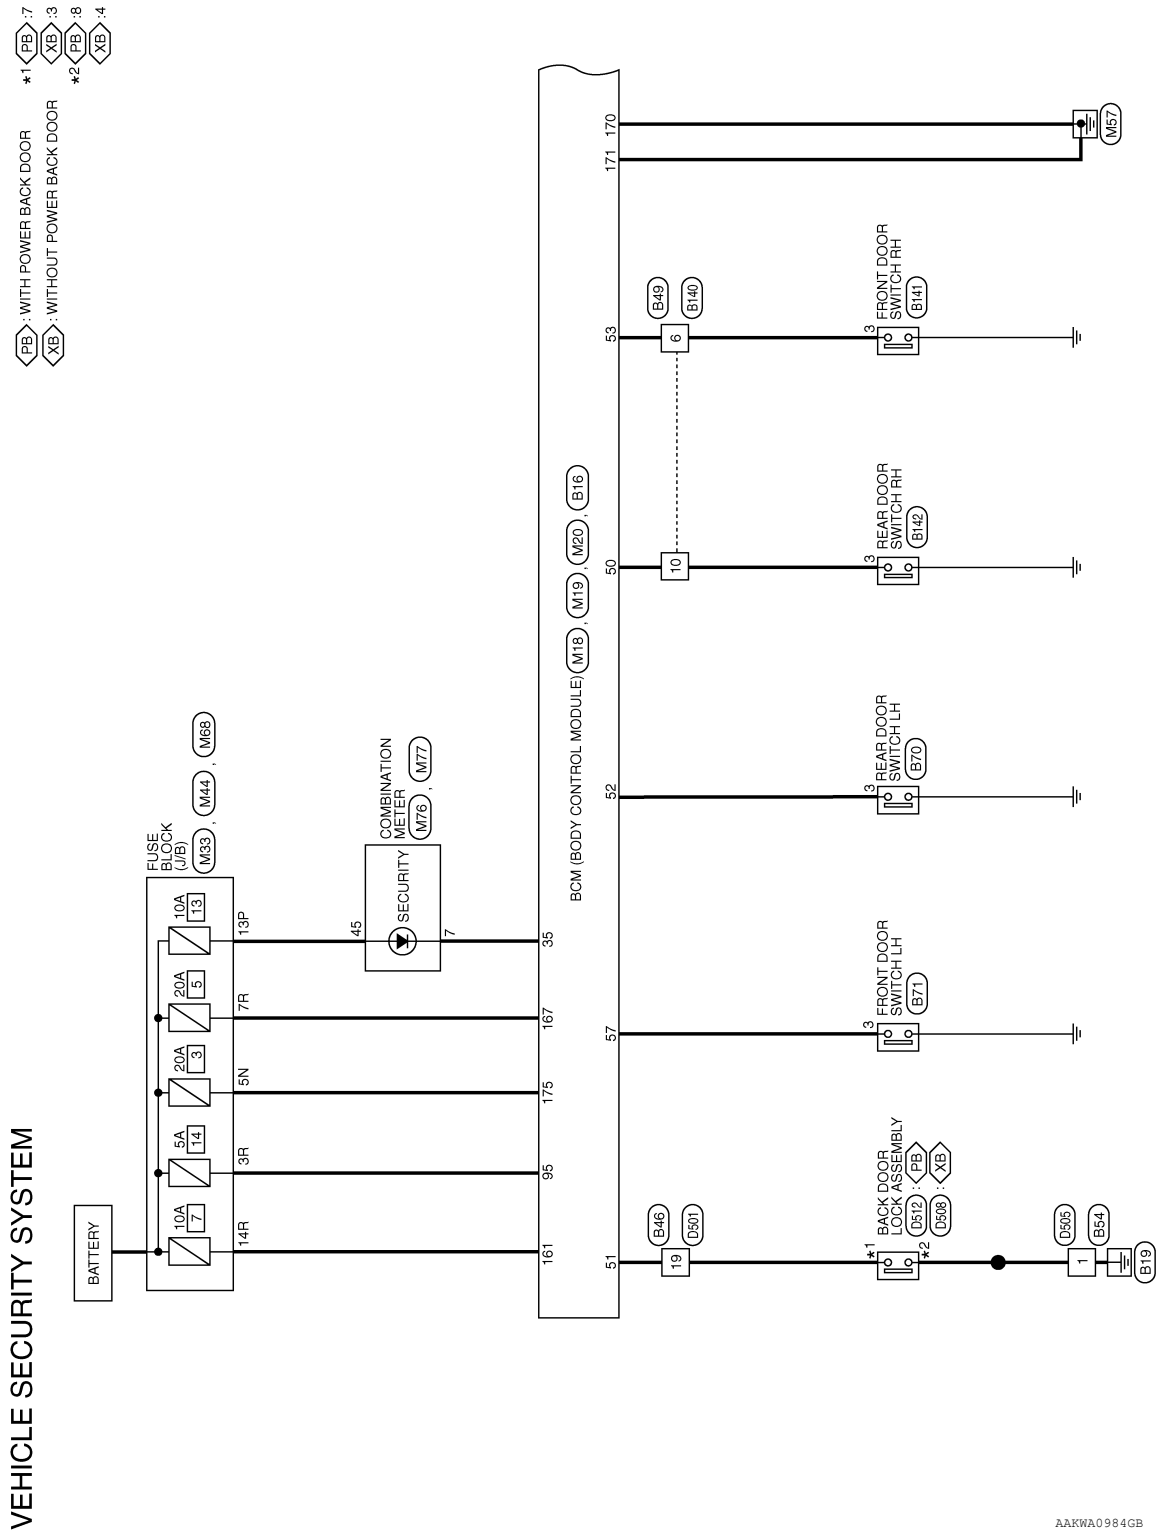 VEHICLE SECURITY SYSTEM
PB : WITH POWER BACK DOOR
XB : WITHOUT POWER BACK DOOR
*1 PB :7
XB :3
*2 PB :8
XB :4
BATTERY
FUSE
BLOCK
(J/B)
M33 , M44 , M68
10A
7
5A
14
20A
3
20A
5
10A
13
14R
3R
5N
7R
13P
COMBINATION
METER
M76 , M77
45
SECURITY
7
161
95
175
167
35
BCM (BODY CONTROL MODULE) M18 , M19 , M20 , B16
51
57
52
50
53
171
170
19
B46
D501
10
6
B49
B140
*1
BACK DOOR
LOCK ASSEMBLY
D512 : PB
D508 : XB
*2
3
FRONT DOOR
SWITCH LH
B71
3
REAR DOOR
SWITCH LH
B70
3
REAR DOOR
SWITCH RH
B142
3
FRONT DOOR
SWITCH RH
B141
1
D505
B54
B19
M57
AAKWA0984GB